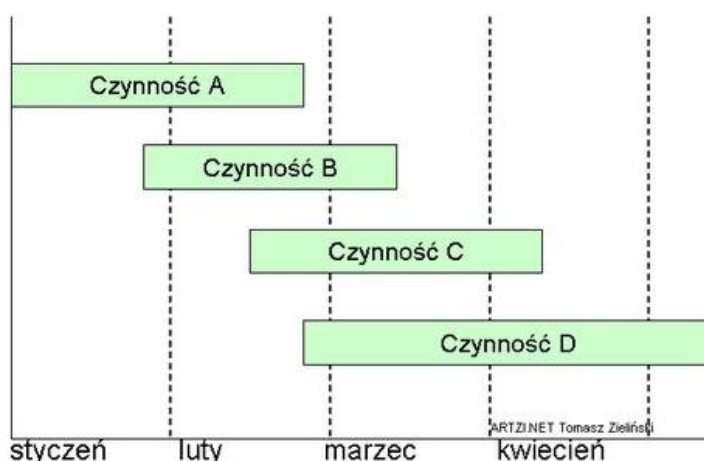 Czynność A
Czynność B
Czynność C
Czynność D
ARTZI.NET Tomasz Zieliński
styczeń luty marzec kwiecień